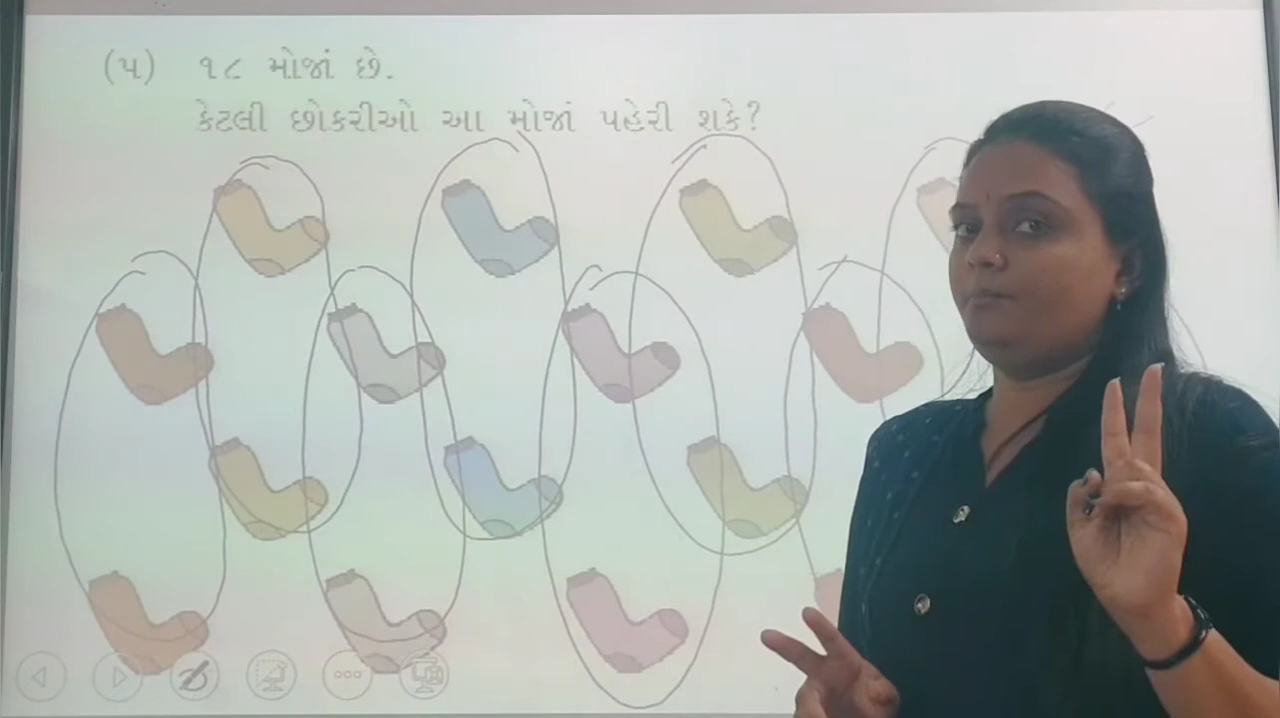 (૫) ૧૮ મોજાં છે.
કેટલી છોકરીઓ આ મોજાં પહેરી શકે?